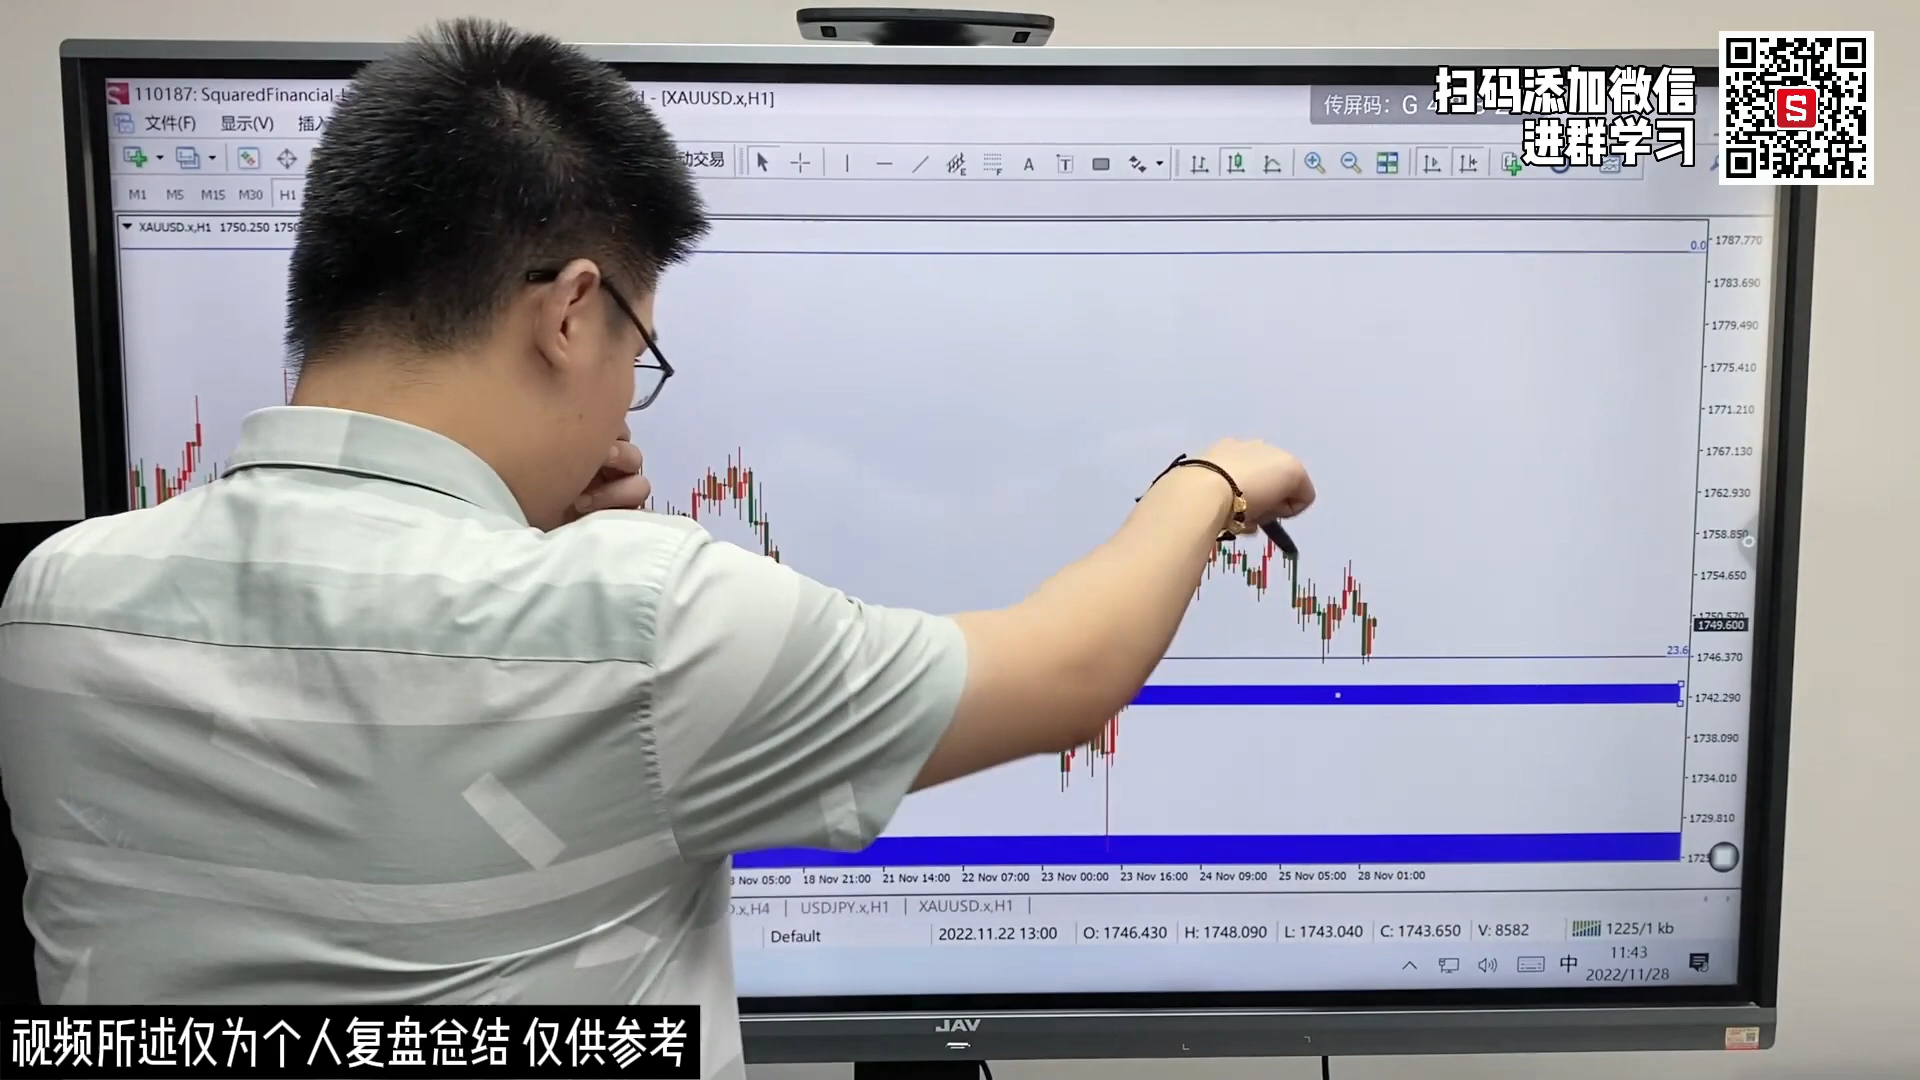 扫码添加微信
进群学习
110187: SquaredFinancial-
- [XAUUSD.x,H1]
传屏码: G 4
文件(F) 显示(V) 插入
动交易
M1 M5 M15 M30 H1
XAUUSD.x,H1 1750.250
0.0
1787.770
1783.690
1779.490
1775.410
1771.210
1767.130
1762.930
1758.850
1754.650
1750.570
1749.600
23.6
1746.370
1742.290
1738.090
1734.010
1729.810
Nov 05:00 18 Nov 21:00 21 Nov 14:00 22 Nov 07:00 23 Nov 00:00 23 Nov 16:00 24 Nov 09:00 25 Nov 05:00 28 Nov 01:00
.x,H4 USDJPY.x,H1 XAUUSD.x,H1
Default 2022.11.22 13:00 O: 1746.430 H: 1748.090 L: 1743.040 C: 1743.650 V: 8582 1225/1 kb
中 11:43
2022/11/28
JAV
视频所述仅为个人复盘总结 仅供参考